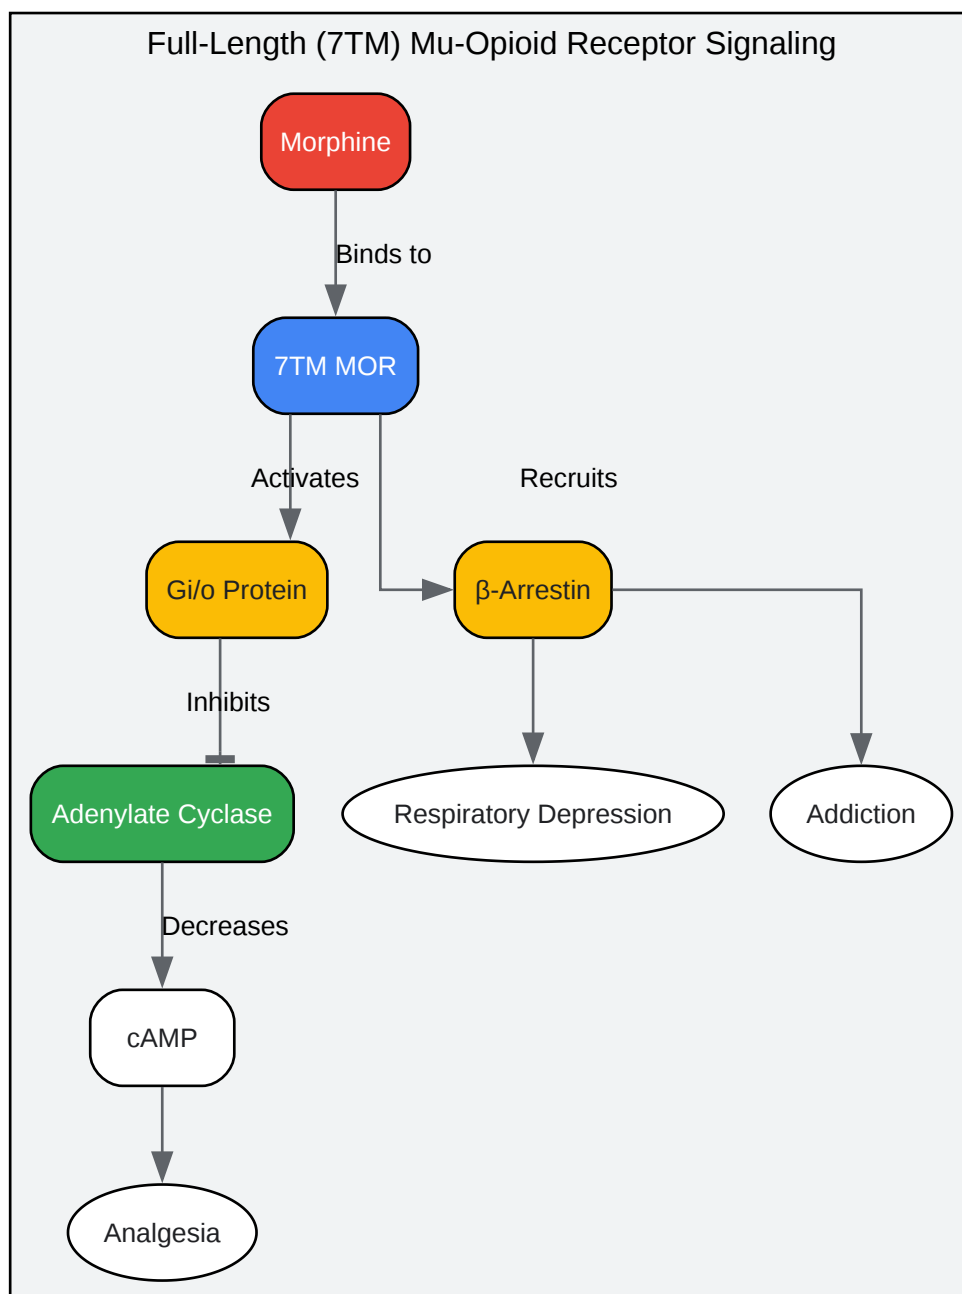 Full-Length (7TM) Mu-Opioid Receptor Signaling
Morphine
Binds to
7TM MOR
Activates
Recruits
Gi/o Protein
β-Arrestin
Inhibits
Adenylate Cyclase
Respiratory Depression
Addiction
Decreases
cAMP
Analgesia